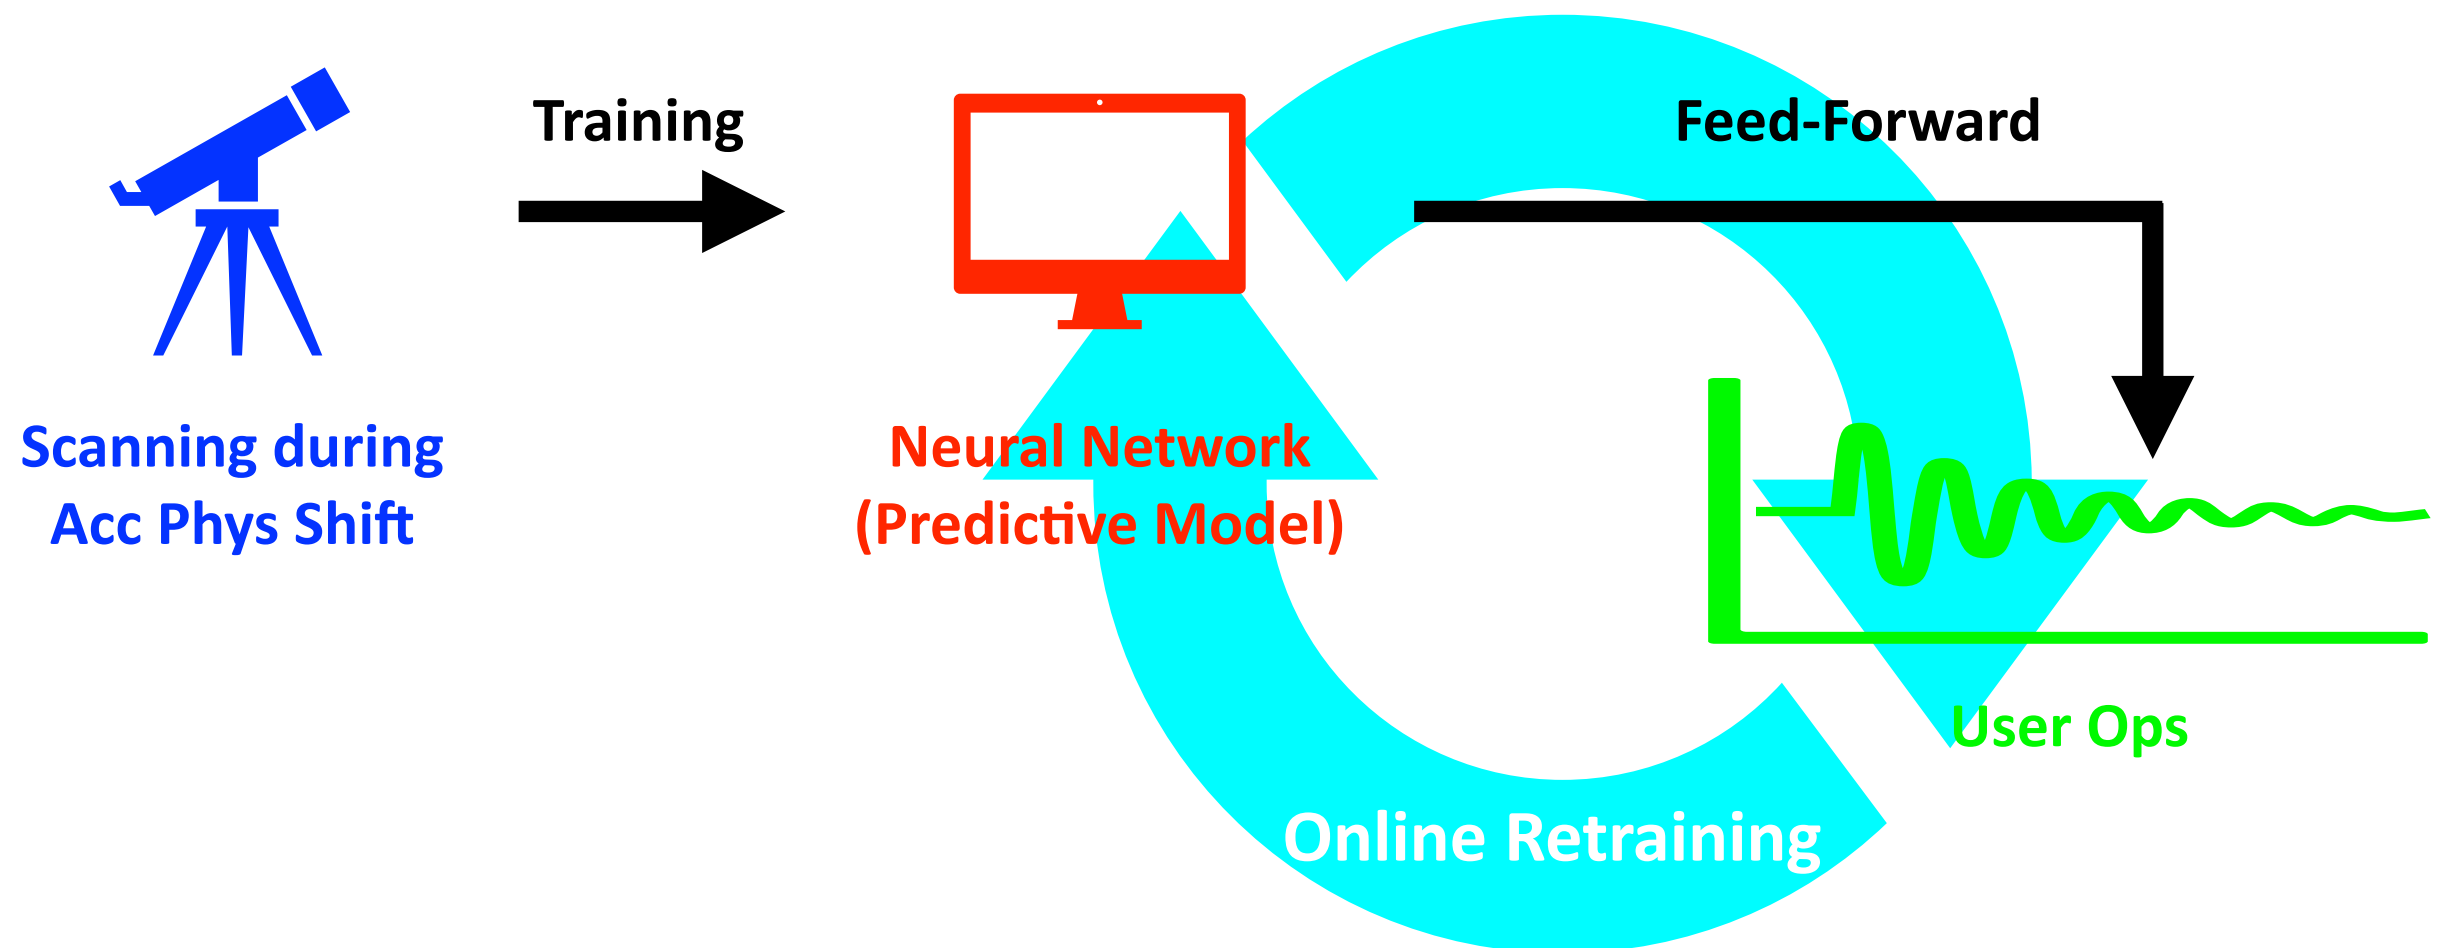 Training
Feed-Forward
Scanning during
Acc Phys Shift
Neural Network
(Predictive Model)
User Ops
Online Retraining